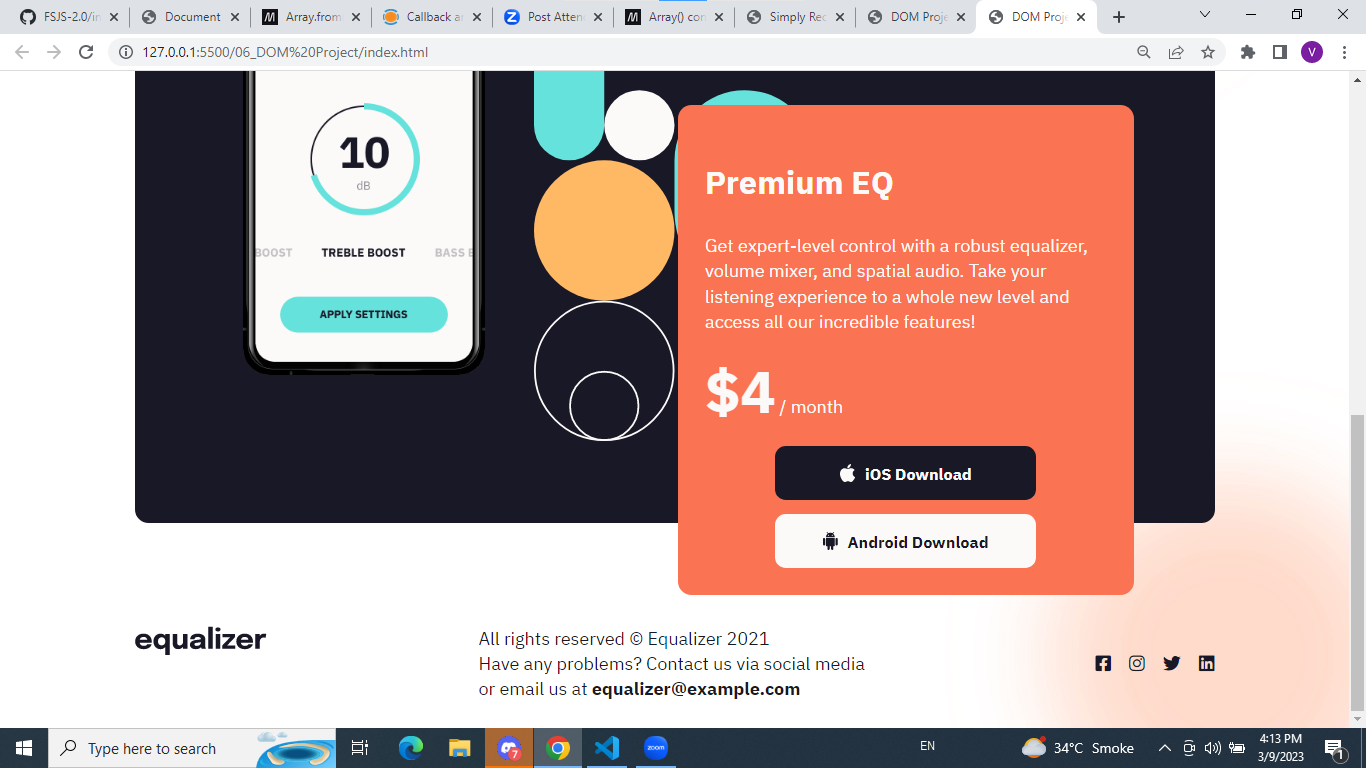 FSJS-2.0/in
Document
Array.from
Callback a
Post Atten
Array() con
Simply Rec
DOM Proje
DOM Proje
127.0.0.1:5500/06_DOM%20Project/index.html
V
10
dB
BOOST TREBLE BOOST BASS B
APPLY SETTINGS
Premium EQ
Get expert-level control with a robust equalizer,
volume mixer, and spatial audio. Take your
listening experience to a whole new level and
access all our incredible features!
$4 / month
iOS Download
Android Download
equalizer
All rights reserved © Equalizer 2021
Have any problems? Contact us via social media
or email us at equalizer@example.com
Type here to search
7
zoom
EN
34°C Smoke
4:13 PM
3/9/2023
1